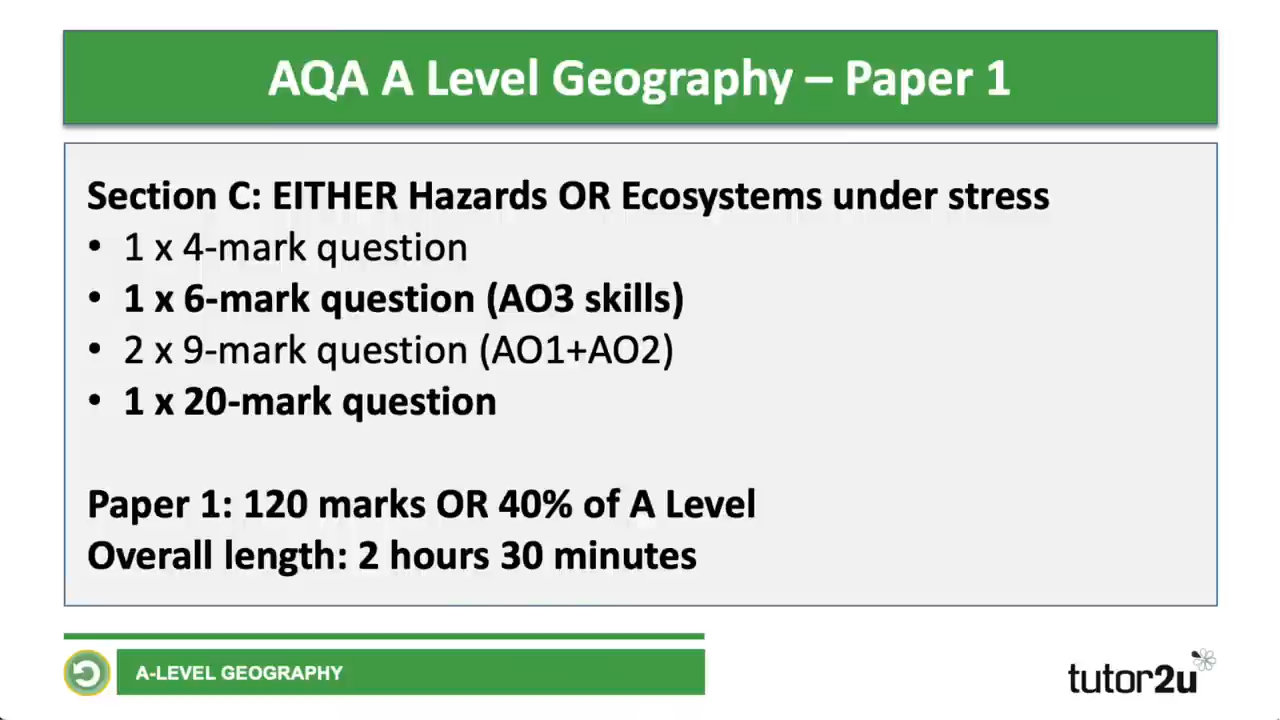 AQA A Level Geography – Paper 1
Section C: EITHER Hazards OR Ecosystems under stress
• 1 x 4-mark question
• 1 x 6-mark question (AO3 skills)
• 2 x 9-mark question (AO1+AO2)
• 1 x 20-mark question
Paper 1: 120 marks OR 40% of A Level
Overall length: 2 hours 30 minutes
A-LEVEL GEOGRAPHY
tutor2u